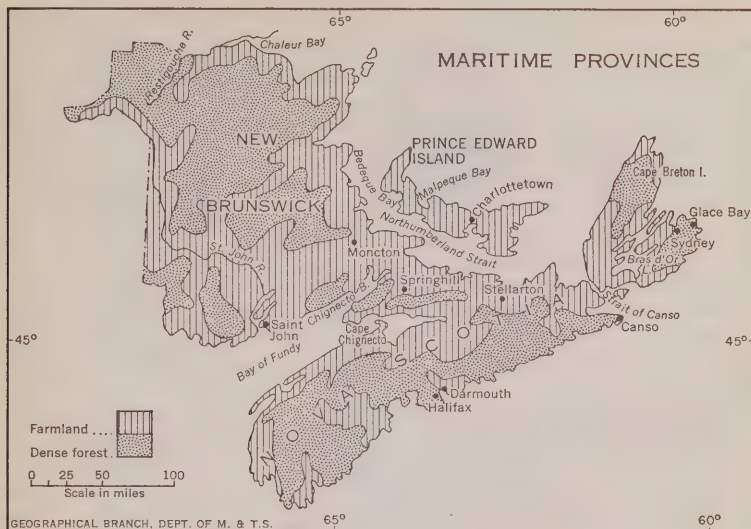 65°
60°
MARITIME PROVINCES
Restigouche R.
Chaleur Bay
NEW
BRUNSWICK
PRINCE EDWARD
ISLAND
Bedeque Bay
Malpeque Bay
Charlottetown
Northumberland Strait
Cape Breton I.
Glace Bay
Sydney
Bras d'Or
L.
St. John R.
Moncton
Springhill
Stellarton
Strait of Canso
Canso
Chignecto B.
Saint
John
Cape
Chignecto
45°
45°
Bay of Fundy
NOVA SCOTIA
Darmouth
Halifax
Farmland ....
Dense forest.
0 25 60 100
Scale in miles
65°
60°
GEOGRAPHICAL BRANCH, DEPT. OF M. & T.S.